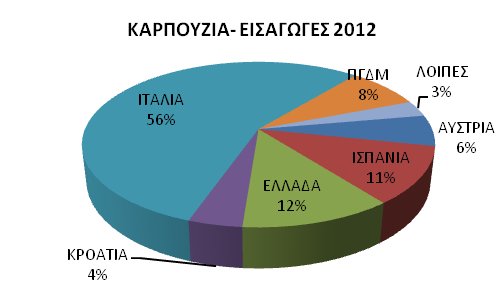 ΚΑΡΠΟΥΖΙΑ- ΕΙΣΑΓΩΓΕΣ 2012
ΠΓΔΜ
8%
ΛΟΙΠΕΣ
3%
ΙΤΑΛΙΑ
56%
ΑΥΣΤΡΙΑ
6%
ΙΣΠΑΝΙΑ
11%
ΕΛΛΑΔΑ
12%
ΚΡΟΑΤΙΑ
4%